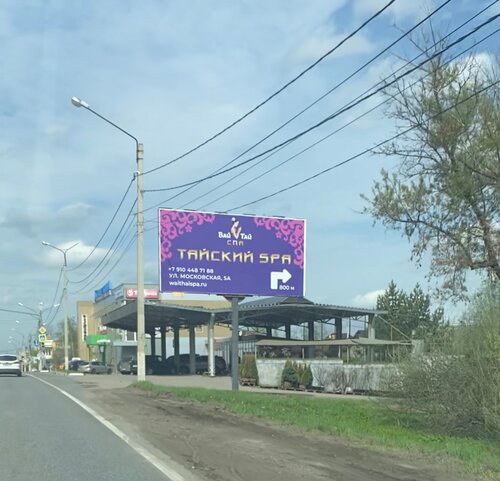 Вай Тай
СПА
ТАЙСКИЙ SPA
+7 910 448 71 88
УЛ. МОСКОВСКАЯ, 5А
waithaispa.ru
800 м